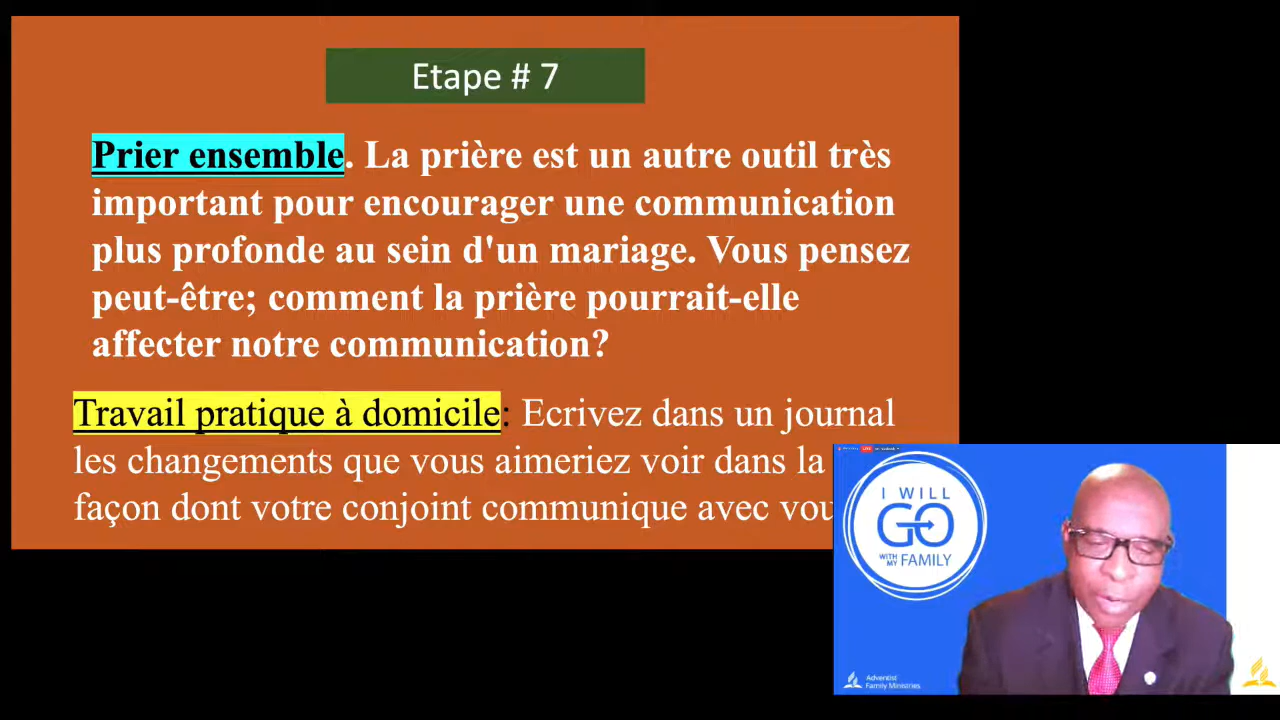 Etape # 7
Prier ensemble. La prière est un autre outil très
important pour encourager une communication
plus profonde au sein d'un mariage. Vous pensez
peut-être; comment la prière pourrait-elle
affecter notre communication?
Travail pratique à domicile: Ecrivez dans un journal
les changements que vous aimeriez voir dans la
façon dont votre conjoint communique avec vou
I WILL
GO
WITH MY FAMILY
Adventist
Family Ministries